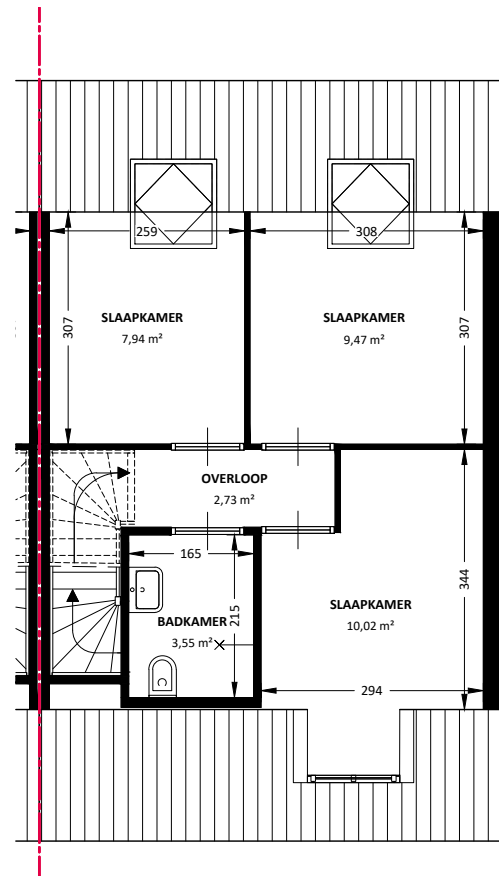 259
308
307
SLAAPKAMER
7,94 m²
SLAAPKAMER
9,47 m²
307
OVERLOOP
2,73 m²
165
215
BADKAMER
3,55 m²
SLAAPKAMER
10,02 m²
344
294